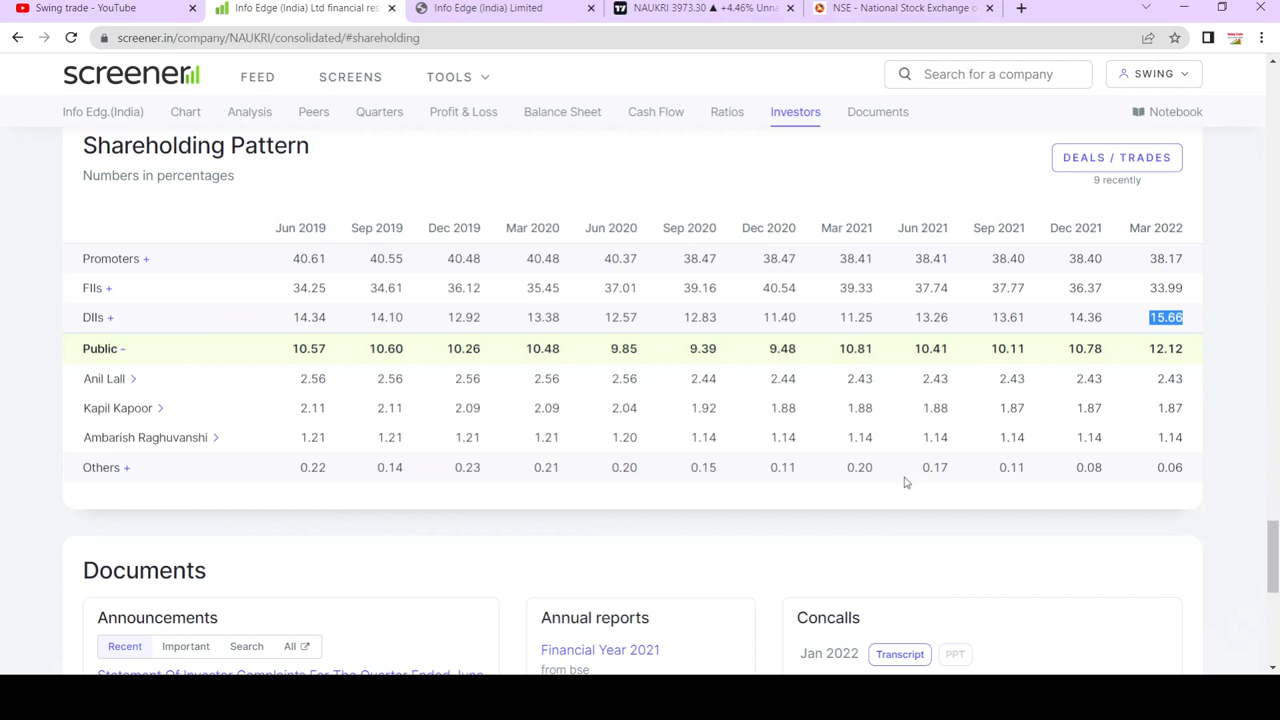 Swing trade - YouTube
Info Edge (India) Ltd financial res
Info Edge (India) Limited
NAUKRI 3973.30 ▲ +4.46% Unna
NSE - National Stock Exchange o
screener.in/company/NAUKRI/consolidated/#shareholding
screener
FEED
SCREENS
TOOLS
Search for a company
SWING
Info Edg.(India)
Chart
Analysis
Peers
Quarters
Profit & Loss
Balance Sheet
Cash Flow
Ratios
Investors
Documents
Notebook
Shareholding Pattern
Numbers in percentages
DEALS / TRADES
9 recently
Jun 2019 Sep 2019 Dec 2019 Mar 2020 Jun 2020 Sep 2020 Dec 2020 Mar 2021 Jun 2021 Sep 2021 Dec 2021 Mar 2022
Promoters + 40.61 40.55 40.48 40.48 40.37 38.47 38.47 38.41 38.41 38.40 38.40 38.17
FIIs + 34.25 34.61 36.12 35.45 37.01 39.16 40.54 39.33 37.74 37.77 36.37 33.99
DIIs + 14.34 14.10 12.92 13.38 12.57 12.83 11.40 11.25 13.26 13.61 14.36 15.66
Public - 10.57 10.60 10.26 10.48 9.85 9.39 9.48 10.81 10.41 10.11 10.78 12.12
Anil Lall > 2.56 2.56 2.56 2.56 2.56 2.44 2.44 2.43 2.43 2.43 2.43 2.43
Kapil Kapoor > 2.11 2.11 2.09 2.09 2.04 1.92 1.88 1.88 1.88 1.87 1.87 1.87
Ambarish Raghuvanshi > 1.21 1.21 1.21 1.21 1.20 1.14 1.14 1.14 1.14 1.14 1.14 1.14
Others + 0.22 0.14 0.23 0.21 0.20 0.15 0.11 0.20 0.17 0.11 0.08 0.06
Documents
Announcements
Recent
Important
Search
All
Statement Of Investor Complaints For The Quarter Ended June
Annual reports
Financial Year 2021
from bse
Concalls
Jan 2022
Transcript
PPT